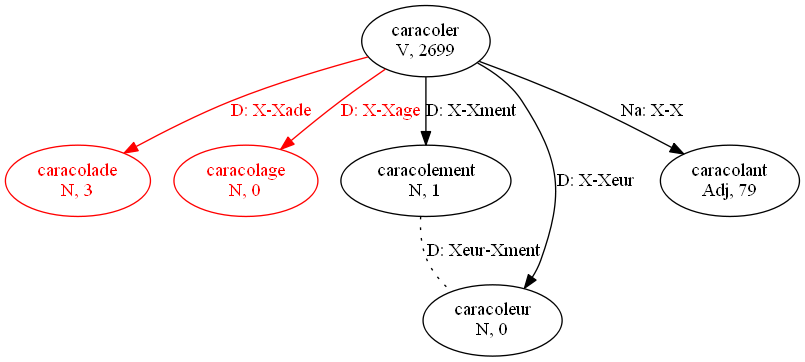 caracoler
V, 2699
D: X-Xade
D: X-Xage
D: X-Xment
Na: X-X
caracolade
N, 3
caracolage
N, 0
caracolement
N, 1
D: X-Xeur
caracolant
Adj, 79
D: Xeur-Xment
caracoleur
N, 0